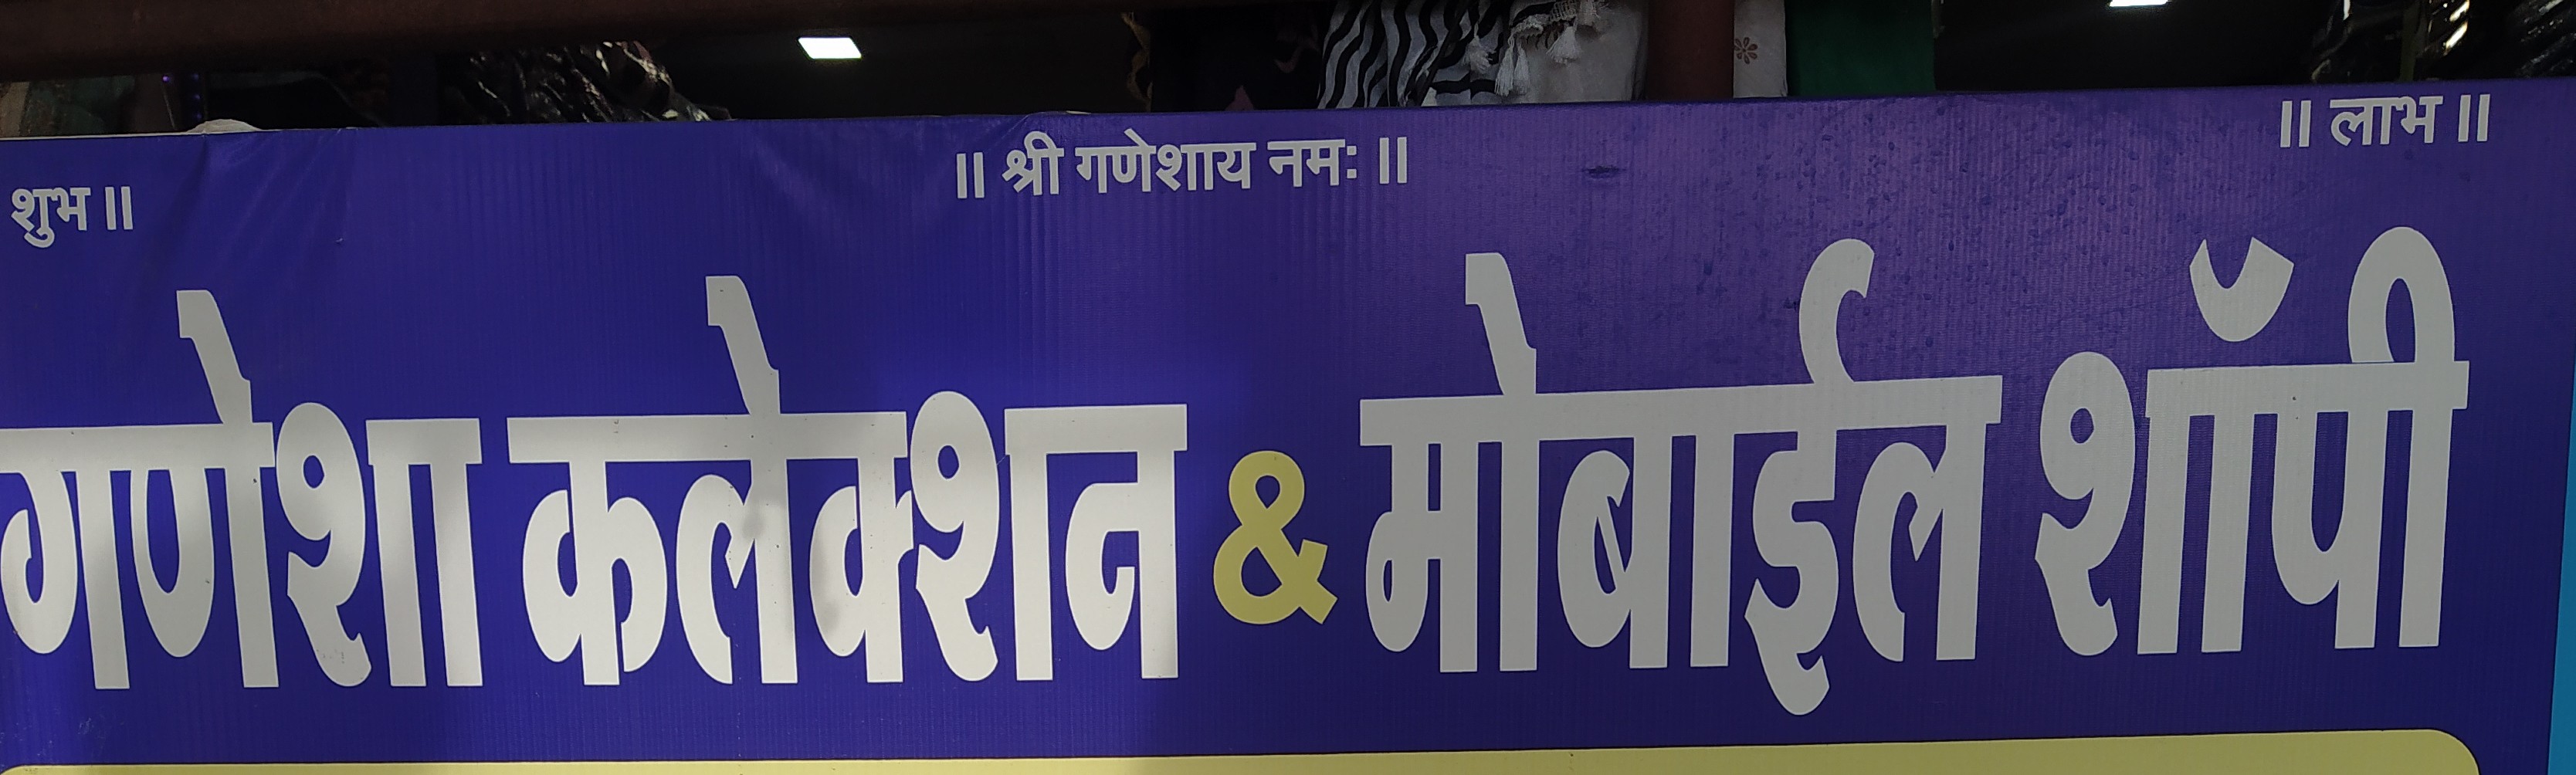 शुभ ॥ ॥ श्री गणेशाय नमः ॥ ॥ लाभ ॥
गणेशा कलेक्शन & मोबाईल शॉपी